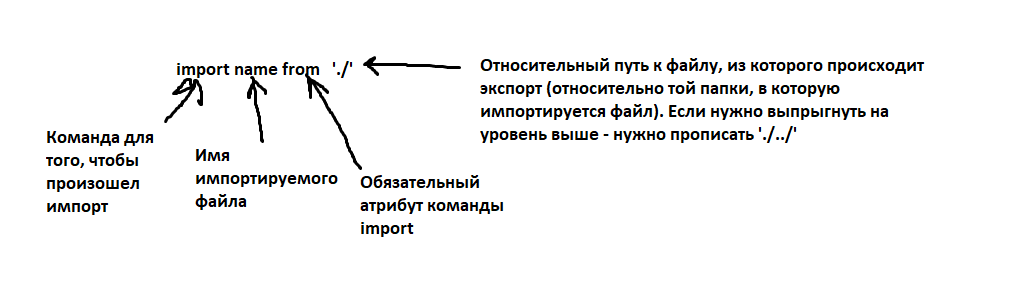 import name from './'
Относительный путь к файлу, из которого происходит
экспорт (относительно той папки, в которую
импортируется файл). Если нужно выпрыгнуть на
уровень выше - нужно прописать './../'
Команда для
того, чтобы
произошел
импорт
Имя
импортируемого
файла
Обязательный
атрибут команды
import